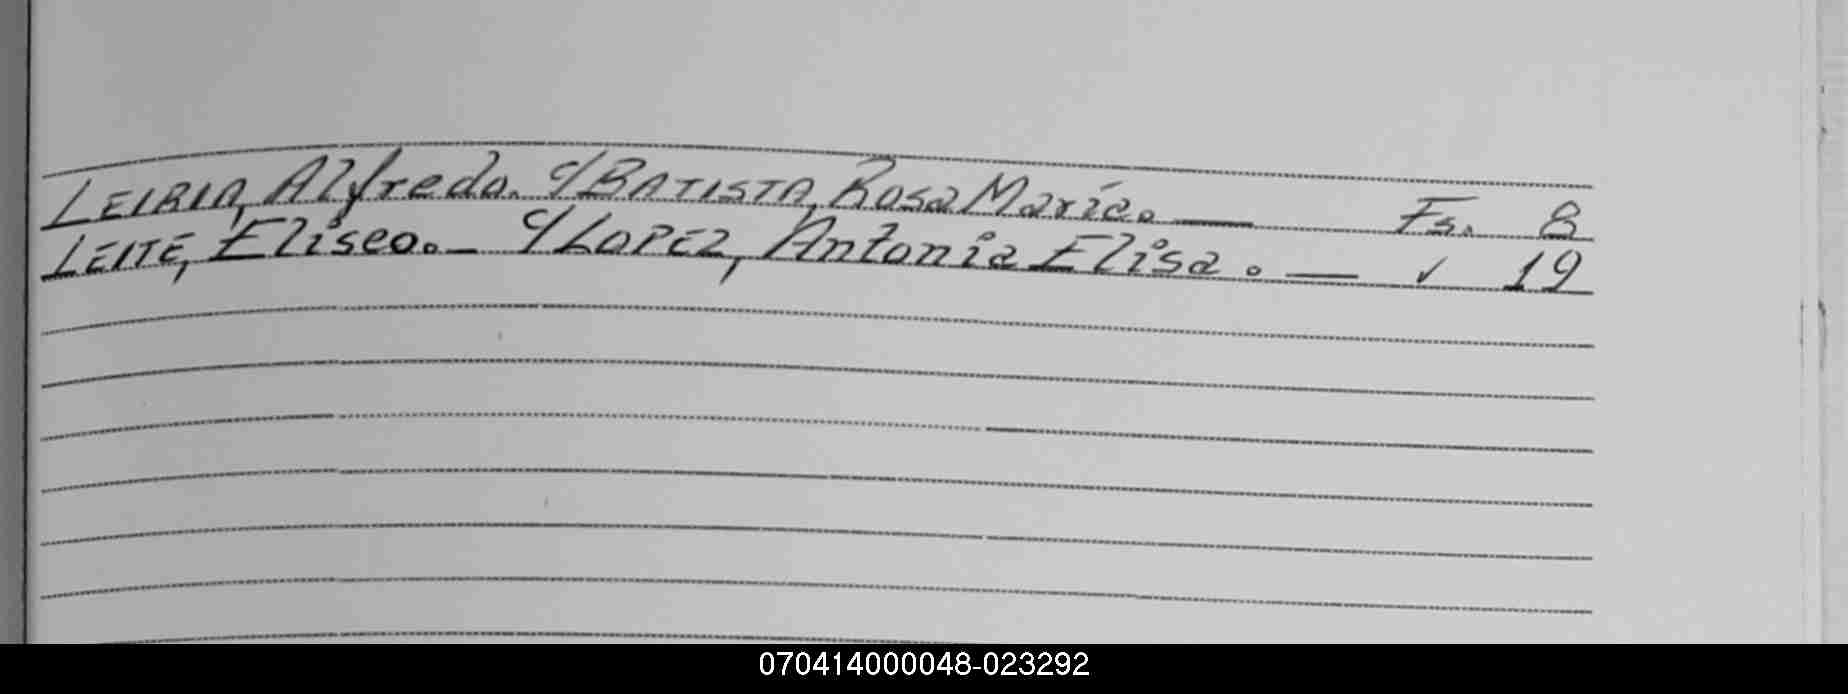 LEIRIA, Alfredo. c/BATISTA, Rosa María. — Fs. 8
LEITE, Eliseo. — c/LOPEZ, Antonia Elisa. — ✓ 19
070414000048-023292